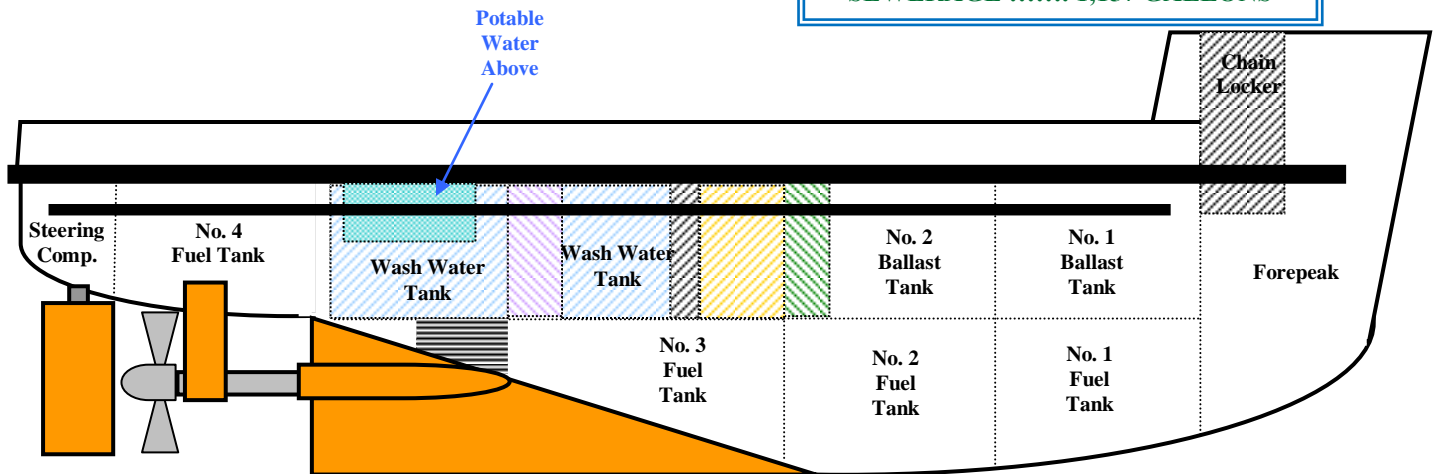 SEWERAGE ....... GALLONS
Potable
Water
Above
Chain
Locker
Steering
Comp.
No. 4
Fuel Tank
Wash Water
Tank
Wash Water
Tank
No. 2
Ballast
Tank
No. 1
Ballast
Tank
Forepeak
No. 3
Fuel
Tank
No. 2
Fuel
Tank
No. 1
Fuel
Tank